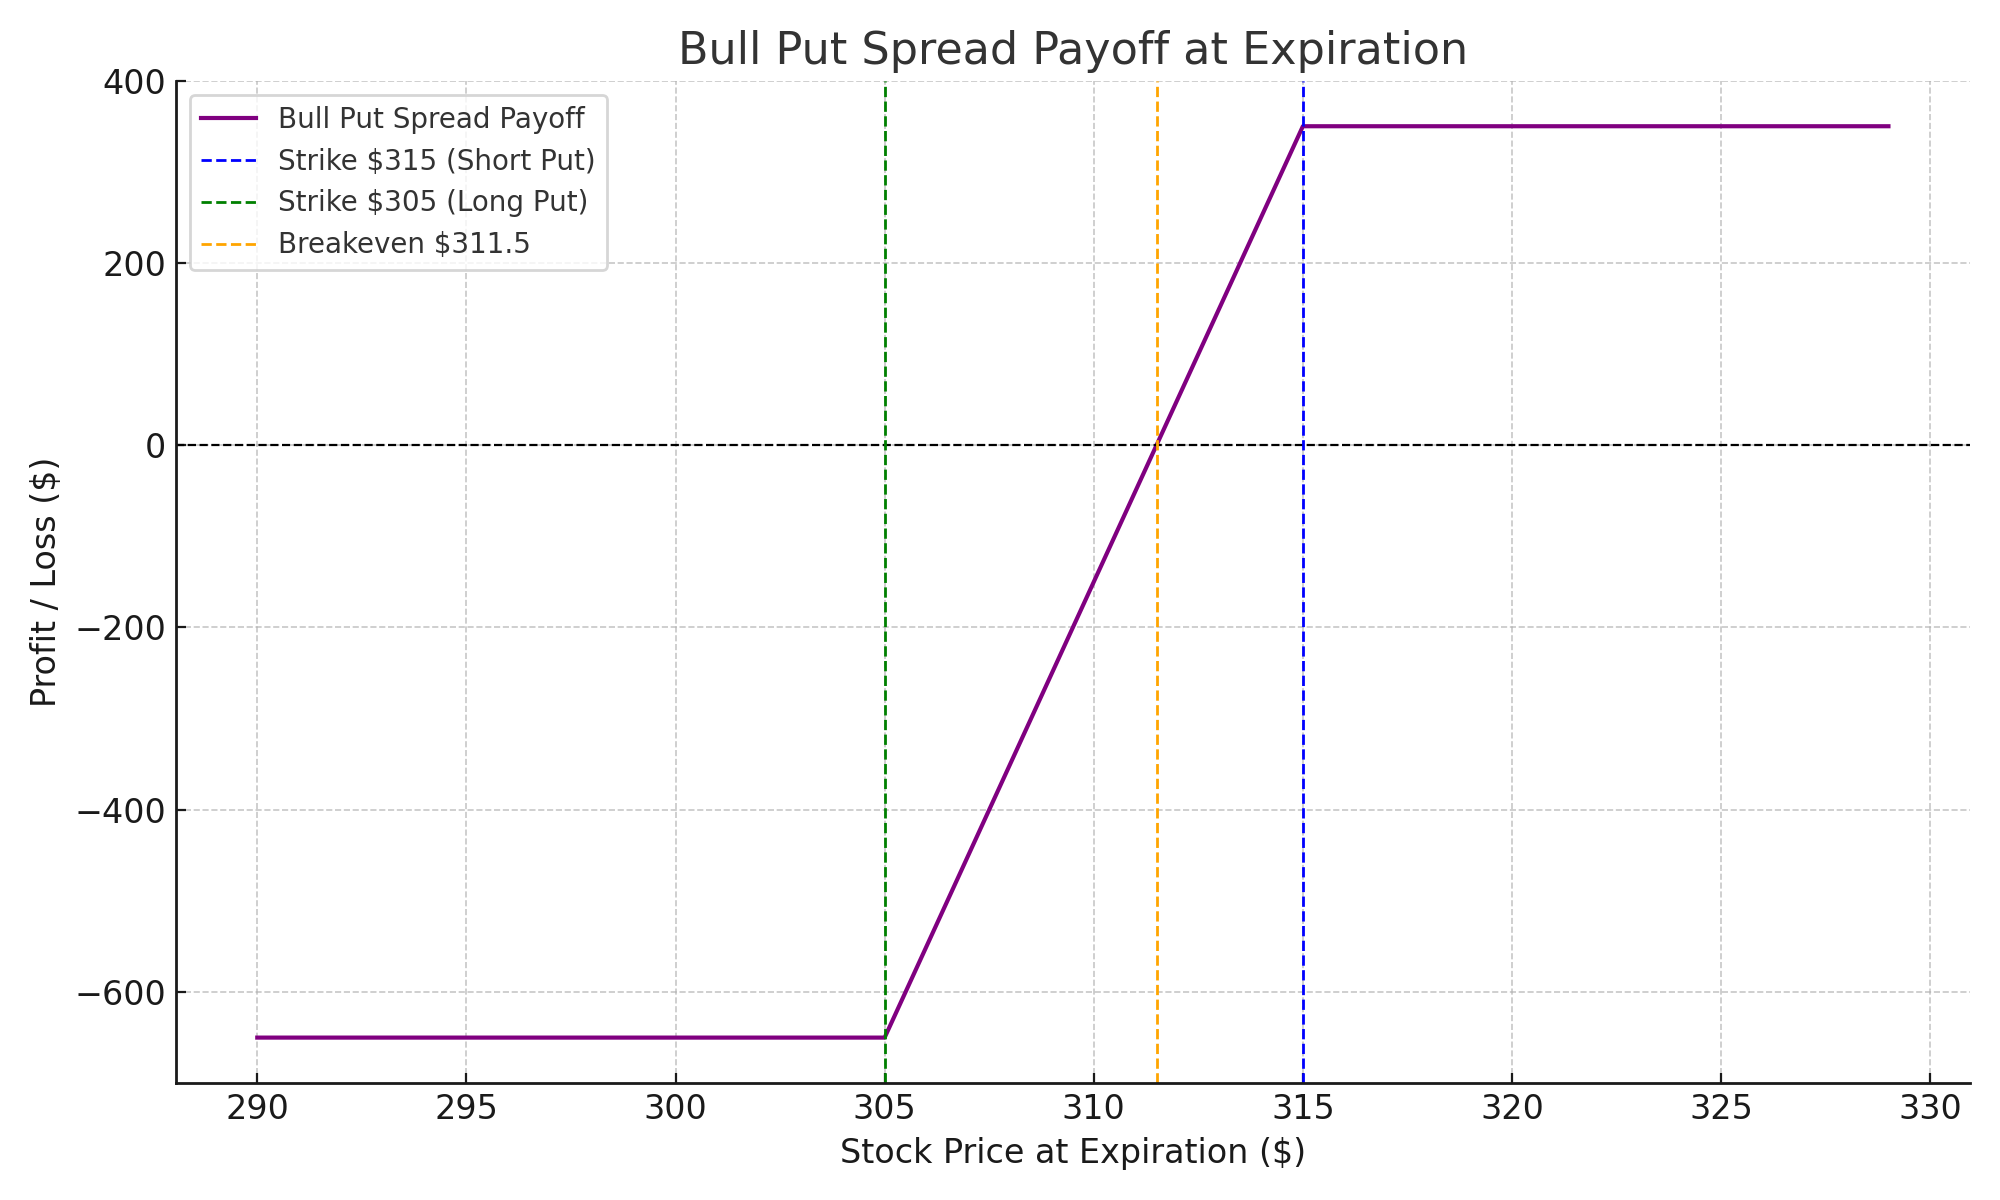 Bull Put Spread Payoff at Expiration
Bull Put Spread Payoff
Strike $315 (Short Put)
Strike $305 (Long Put)
Breakeven $311.5
Profit / Loss ($)
400
200
0
−200
−400
−600
290 295 300 305 310 315 320 325 330
Stock Price at Expiration ($)